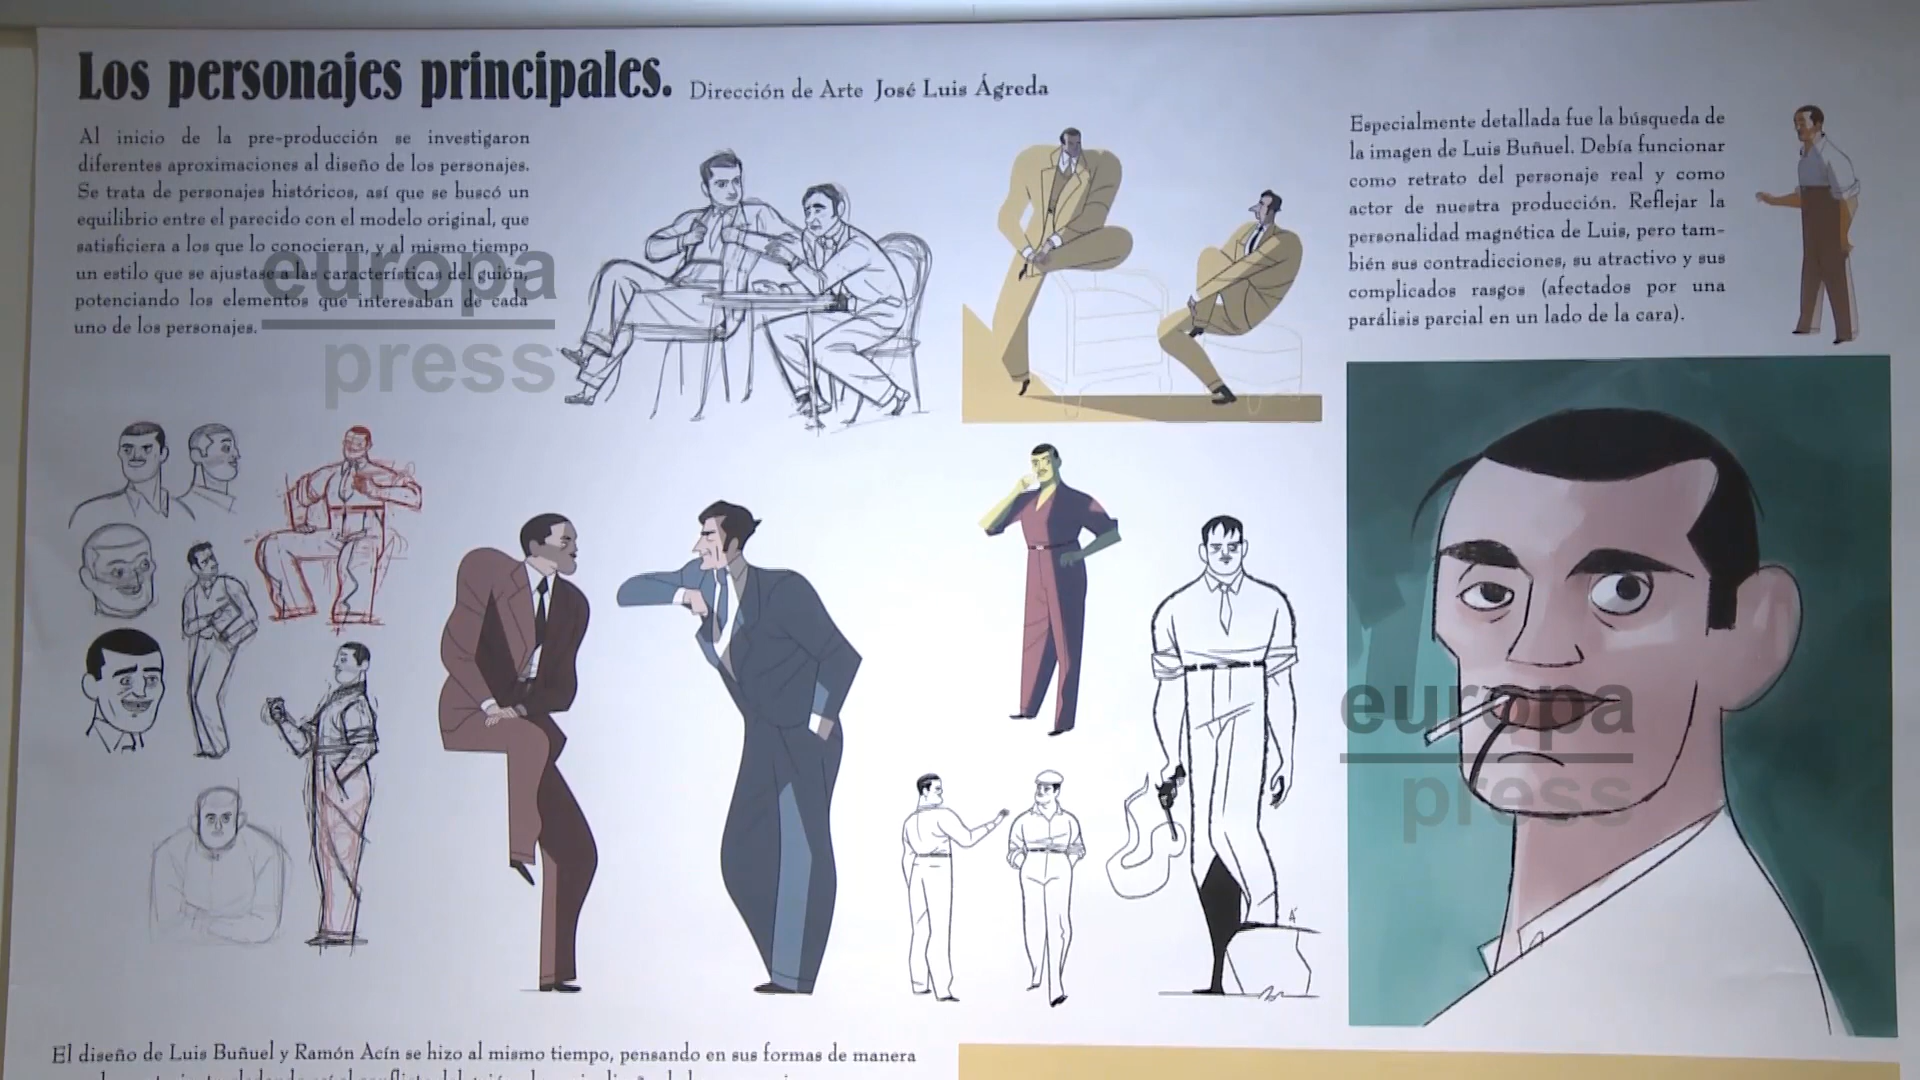 Los personajes principales. Dirección de Arte José Luis Ágreda
Al inicio de la pre-producción se investigaron
diferentes aproximaciones al diseño de los personajes.
Se trata de personajes históricos, así que se buscó un
equilibrio entre el parecido con el modelo original, que
satisficiera a los que lo conocieran, y al mismo tiempo
un estilo que se ajustase a las características del guión,
potenciando los elementos que interesaban de cada
uno de los personajes.
europa
press
Especialmente detallada fue la búsqueda de
la imagen de Luis Buñuel. Debía funcionar
como retrato del personaje real y como
actor de nuestra producción. Reflejar la
personalidad magnética de Luis, pero tam-
bién sus contradicciones, su atractivo y sus
complicados rasgos (afectados por una
parálisis parcial en un lado de la cara).
europa
press
El diseño de Luis Buñuel y Ramón Acín se hizo al mismo tiempo, pensando en sus formas de manera